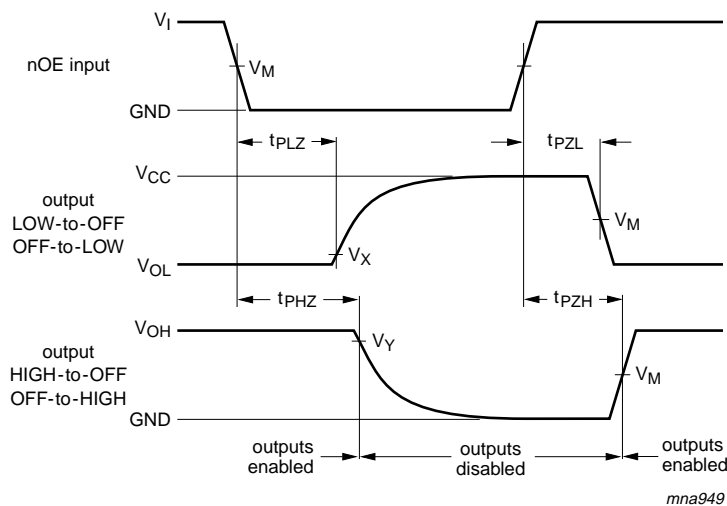 VI
nOE input
VM
GND
tPLZ
tPZL
VCC
output
LOW-to-OFF
OFF-to-LOW
VM
VX
VOL
tPHZ
tPZH
VOH
VY
output
HIGH-to-OFF
OFF-to-HIGH
VM
GND
outputs
enabled
outputs
disabled
outputs
enabled
mna949